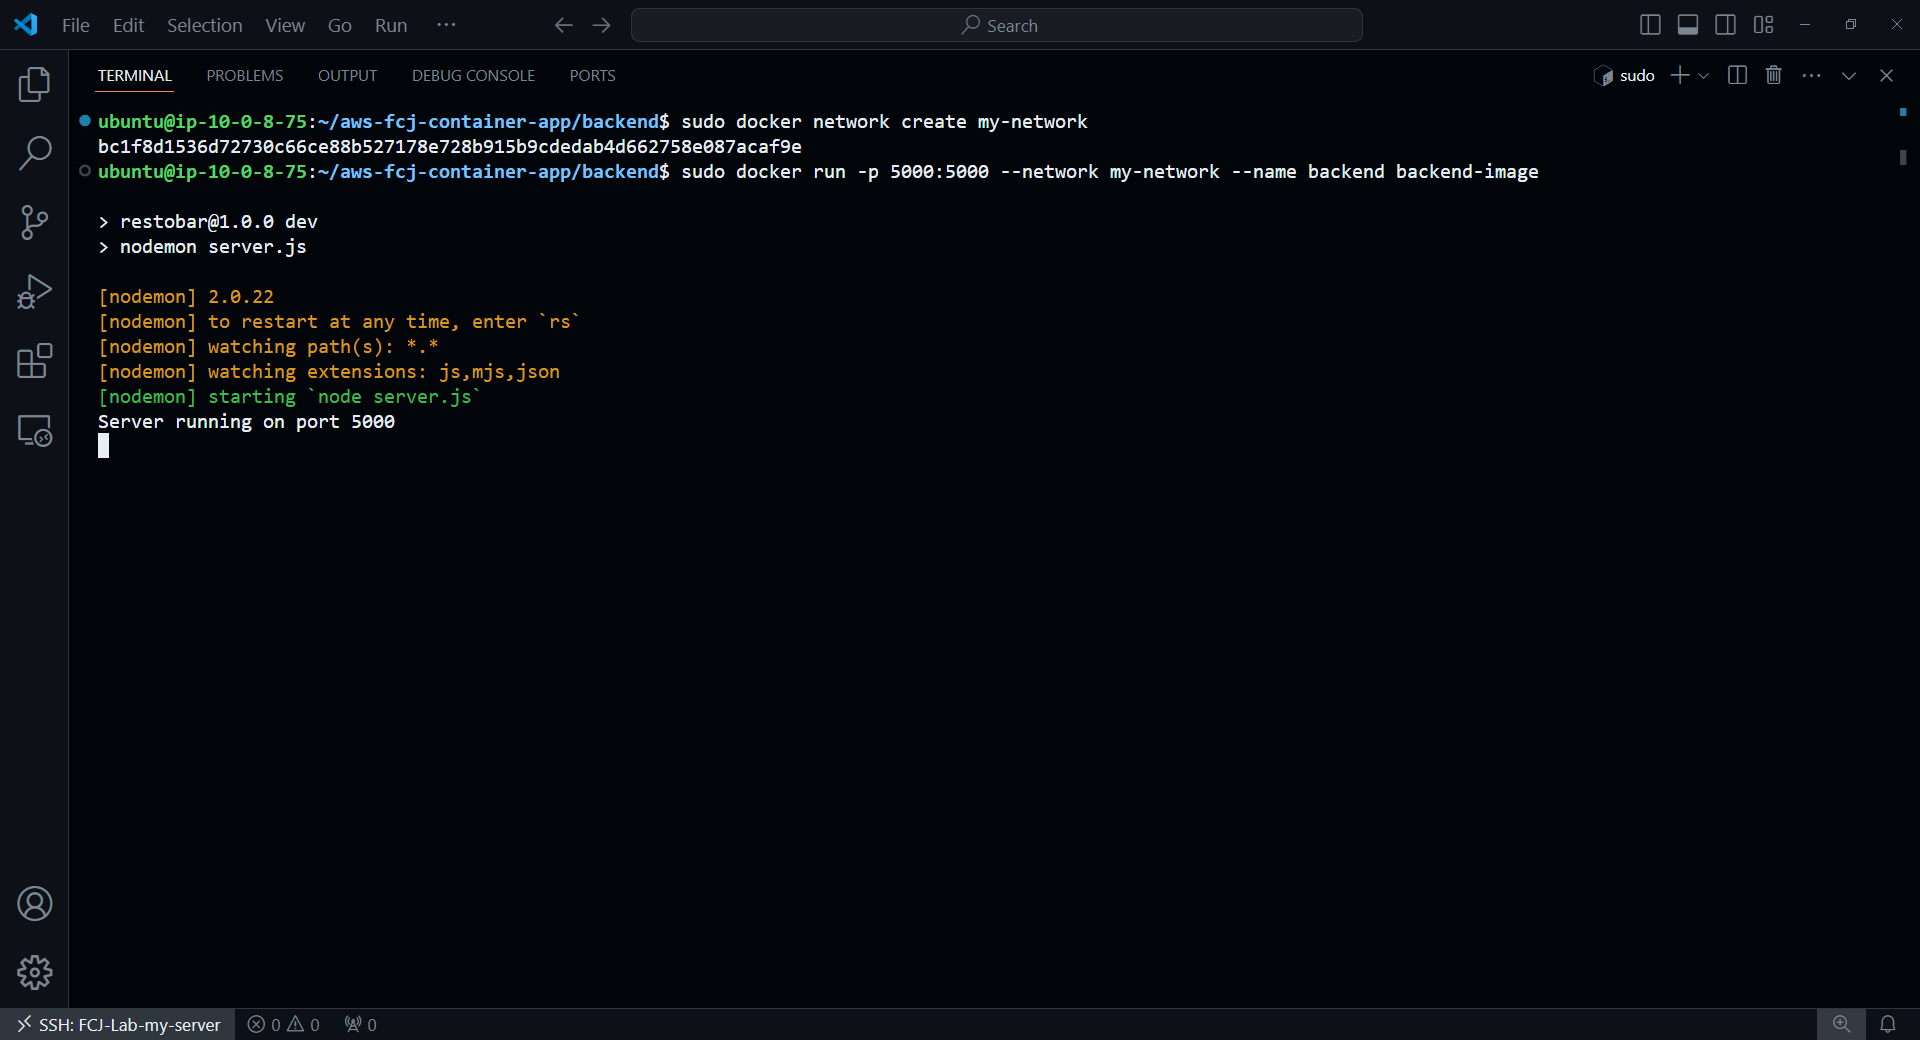 File Edit Selection View Go Run ···
Search
TERMINAL PROBLEMS OUTPUT DEBUG CONSOLE PORTS
sudo
ubuntu@ip-10-0-8-75:~/aws-fcj-container-app/backend$ sudo docker network create my-network
bc1f8d1536d72730c66ce88b527178e728b915b9cdedab4d662758e087acaf9e
ubuntu@ip-10-0-8-75:~/aws-fcj-container-app/backend$ sudo docker run -p 5000:5000 --network my-network --name backend backend-image
> restobar@1.0.0 dev
> nodemon server.js
[nodemon] 2.0.22
[nodemon] to restart at any time, enter `rs`
[nodemon] watching path(s): *.*
[nodemon] watching extensions: js,mjs,json
[nodemon] starting `node server.js`
Server running on port 5000
SSH: FCJ-Lab-my-server 0 0 0